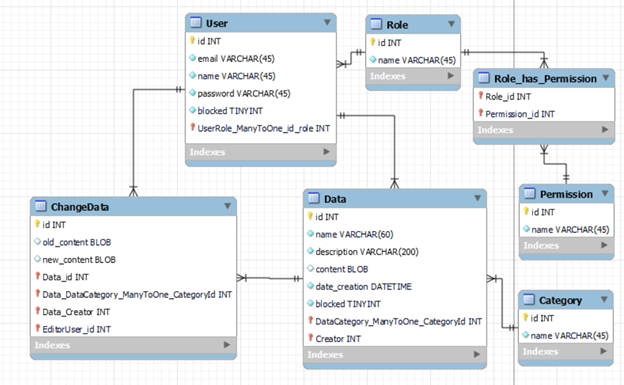 User
id INT
email VARCHAR(45)
name VARCHAR(45)
password VARCHAR(45)
blocked TINYINT
UserRole_ManyToOne_id_role INT
Indexes
Role
id INT
name VARCHAR(45)
Indexes
Role_has_Permission
Role_id INT
Permission_id INT
Indexes
Permission
id INT
name VARCHAR(45)
Indexes
ChangeData
id INT
old_content BLOB
new_content BLOB
Data_id INT
Data_DataCategory_ManyToOne_CategoryId INT
Data_Creator INT
EditorUser_id INT
Indexes
Data
id INT
name VARCHAR(60)
description VARCHAR(200)
content BLOB
date_creation DATETIME
blocked TINYINT
DataCategory_ManyToOne_CategoryId INT
Creator INT
Indexes
Category
id INT
name VARCHAR(45)
Indexes